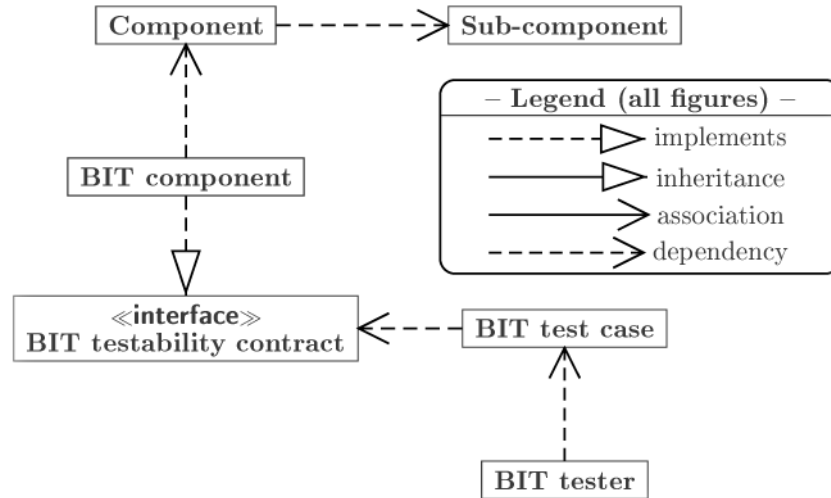 Component
Sub-component
– Legend (all figures) –
implements
inheritance
association
dependency
BIT component
≪interface≫
BIT testability contract
BIT test case
BIT tester